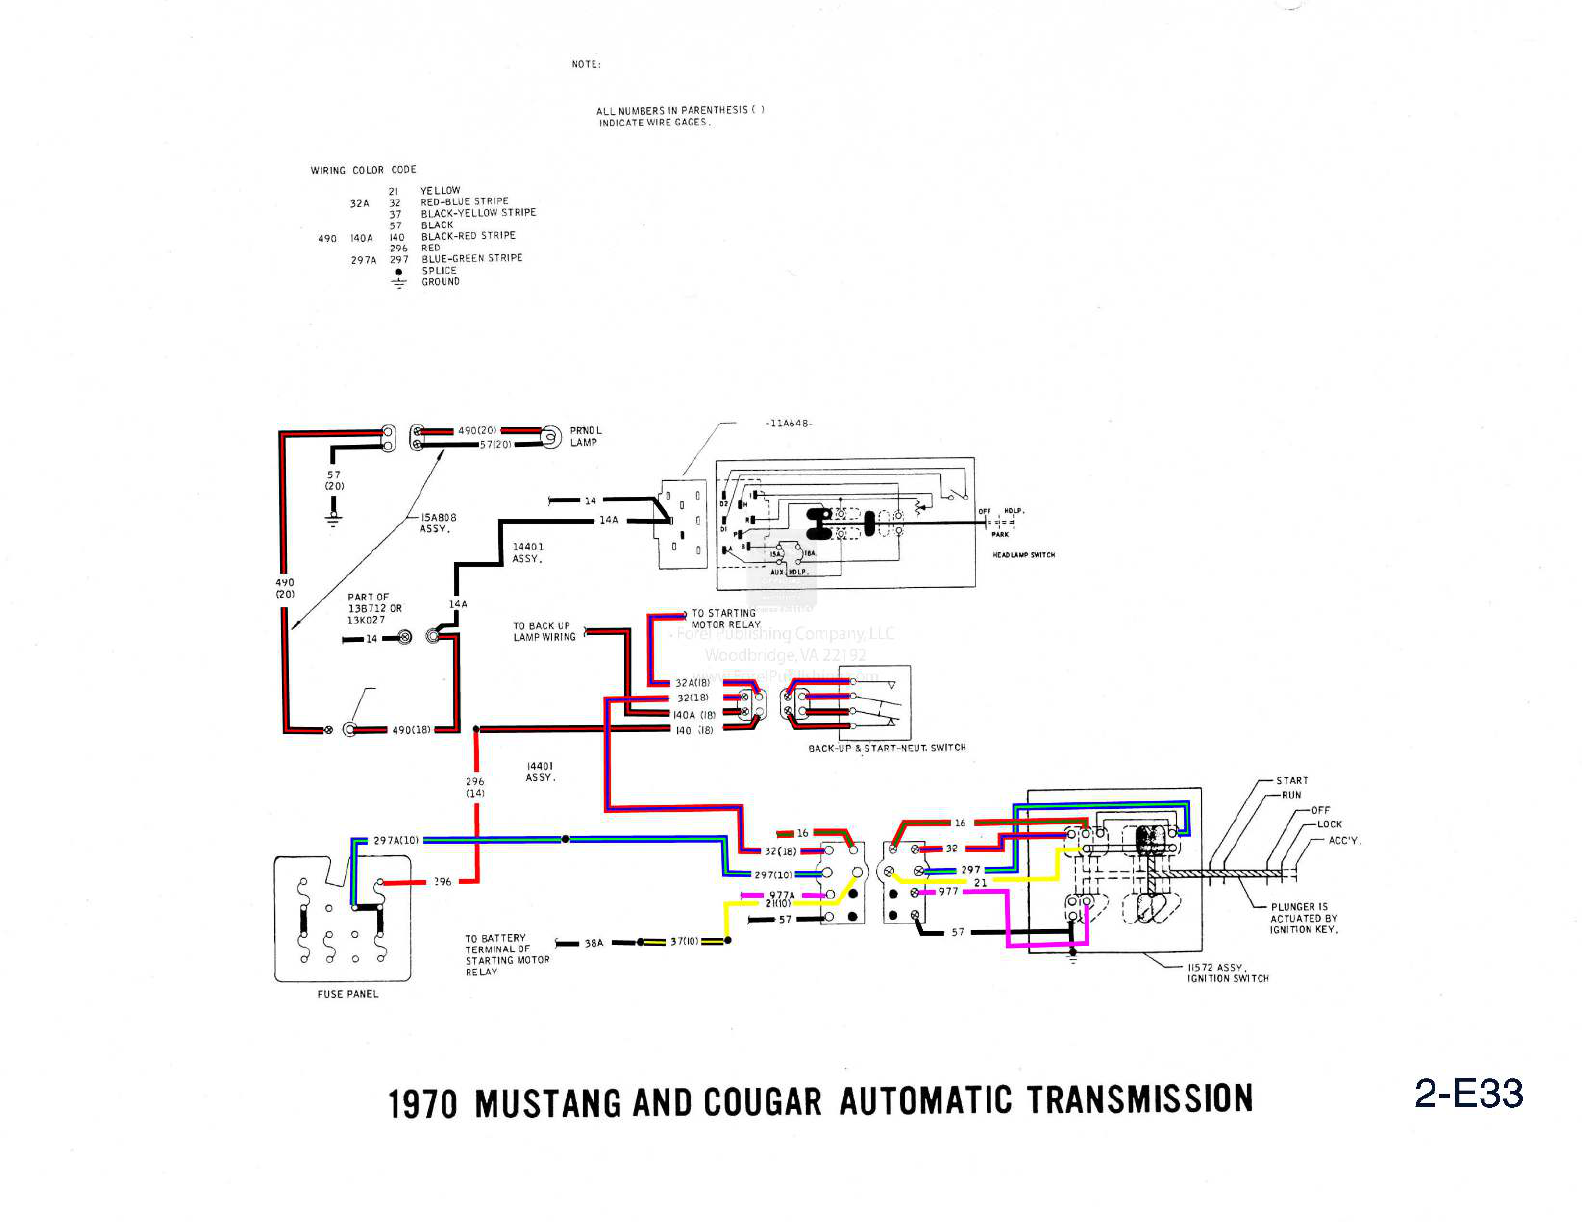 NOTE:
ALL NUMBERS IN PARENTHESIS ( )
INDICATE WIRE GAGES.
WIRING COLOR CODE
21 YELLOW
32A 32 RED-BLUE STRIPE
37 BLACK-YELLOW STRIPE
57 BLACK
490 140A 140 BLACK-RED STRIPE
296 RED
297A 297 BLUE-GREEN STRIPE
SPLICE
GROUND
490(20)
57(20)
PRNDL
LAMP
-11A648-
57
(20)
15A808
ASSY.
14
14A
14401
ASSY.
D2
H
I
D1
R
P
A
B
15A.
18A.
AUX. HDLP.
OFF HDLP.
PARK
HEADLAMP SWITCH
490
(20)
PART OF
13B712 OR
13K027
14
14A
TO BACK UP
LAMP WIRING
TO STARTING
MOTOR RELAY
Forel Publishing Company, LLC
Woodbridge, VA 22192
32A(18)
32(18)
140A (18)
140 (18)
490(18)
BACK-UP & START-NEUT. SWITCH
296
(14)
14401
ASSY.
START
RUN
OFF
LOCK
ACC'Y.
297A(10)
16
16
32(18)
32
297(10)
297
21
296
977A
977
21(10)
57
57
TO BATTERY
TERMINAL OF
STARTING MOTOR
RELAY
38A
37(10)
PLUNGER IS
ACTUATED BY
IGNITION KEY.
11572 ASSY.
IGNITION SWITCH
FUSE PANEL
1970 MUSTANG AND COUGAR AUTOMATIC TRANSMISSION
2-E33